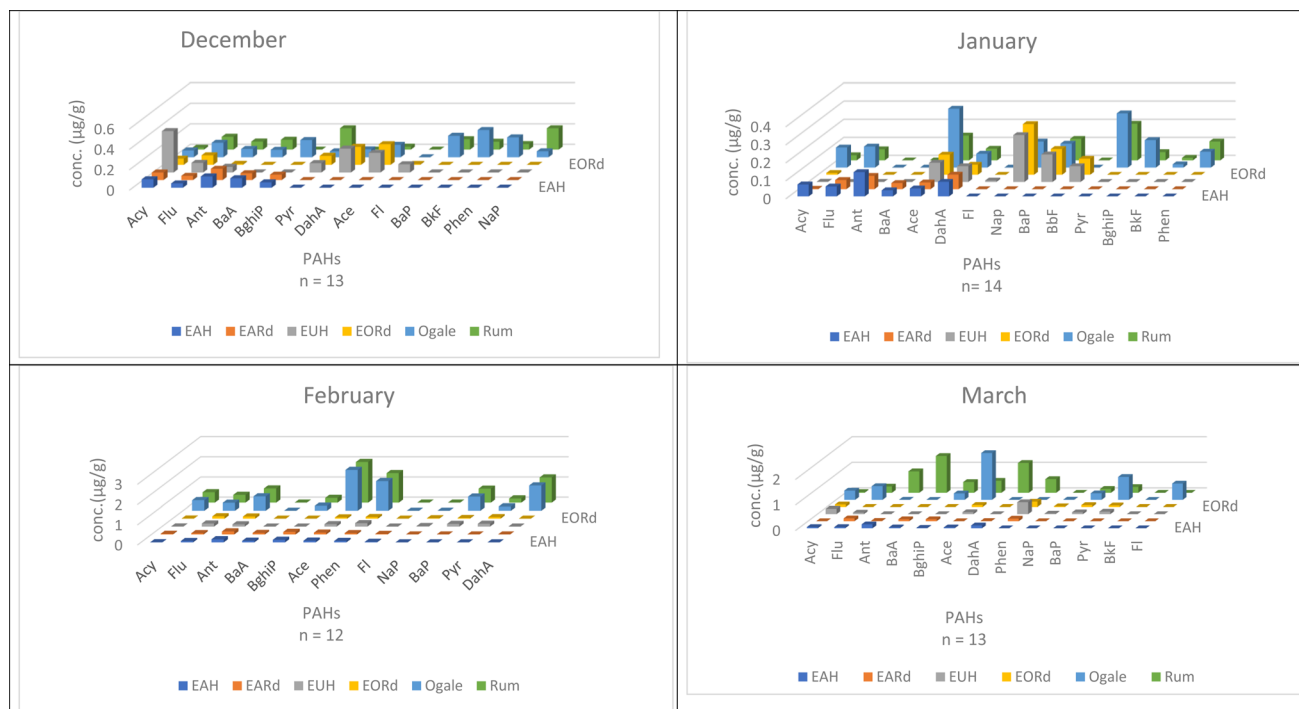 December
conc. (µg/g)
0.6
0.4
0.2
0
Acy Flu Ant BaA BghiP Pyr DahA Ace Fl BaP BkF Phen NaP
EORd
EAH
PAHs
n = 13
EAH EARd EUH EORd Ogale Rum
January
conc. (µg/g)
0.4
0.3
0.2
0.1
0
Acy Flu Ant BaA Ace DahA Fl Nap BaP BbF Pyr BghiP BkF Phen
EORd
EAH
PAHs
n= 14
EAH EARd EUH EORd Ogale Rum
February
conc.(µg/g)
3
2
1
0
Acy Flu Ant BaA BghiP Ace Phen Fl NaP BaP Pyr DahA
EORd
EAH
PAHs
n = 12
EAH EARd EUH EORd Ogale Rum
March
conc.(µg/g)
2
1
0
Acy Flu Ant BaA BghiP Ace DahA Phen NaP BaP Pyr BkF Fl
EORd
EAH
PAHs
n = 13
EAH EARd EUH EORd Ogale Rum